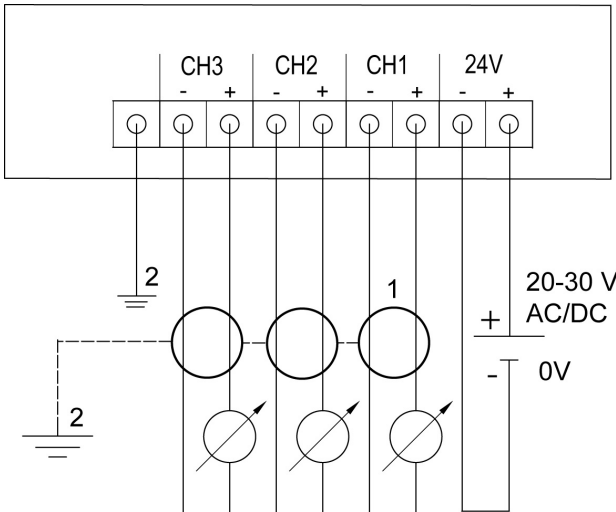 CH3 CH2 CH1 24V
- + - + - + - +
2
1
20-30 V
AC/DC
+
- 0V
2